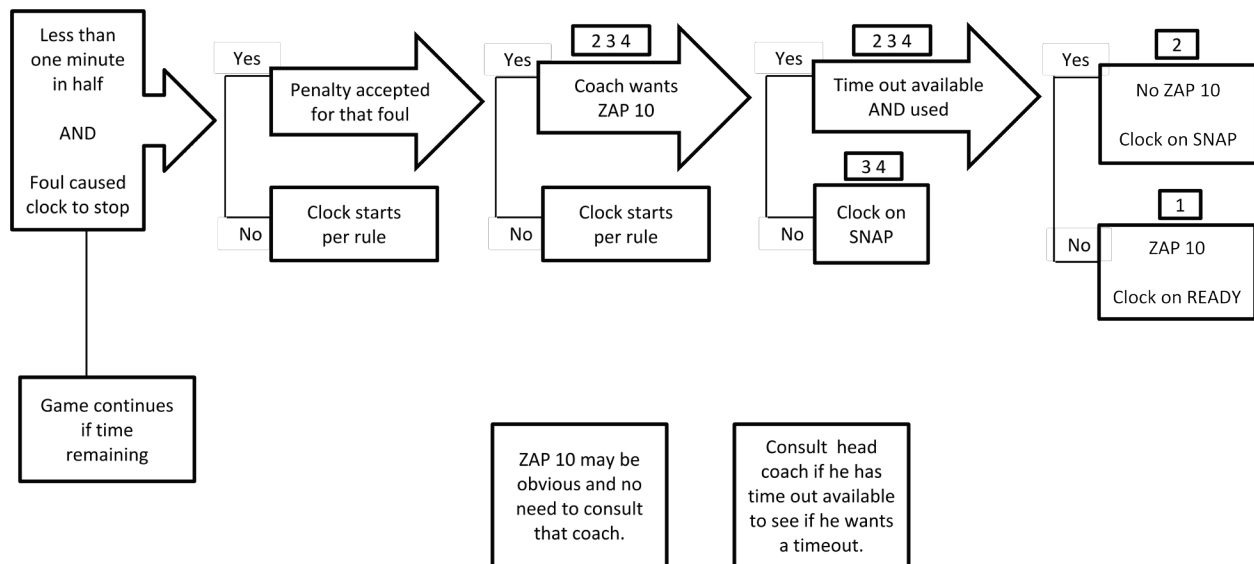 Less than
one minute
in half
AND
Foul caused
clock to stop
Game continues
if time
remaining
Yes
Penalty accepted
for that foul
No
Clock starts
per rule
Yes
2 3 4
Coach wants
ZAP 10
No
Clock starts
per rule
ZAP 10 may be
obvious and no
need to consult
that coach.
Yes
2 3 4
Time out available
AND used
3 4
No
Clock on
SNAP
Consult head
coach if he has
time out available
to see if he wants
a timeout.
Yes
2
No ZAP 10
Clock on SNAP
1
No
ZAP 10
Clock on READY